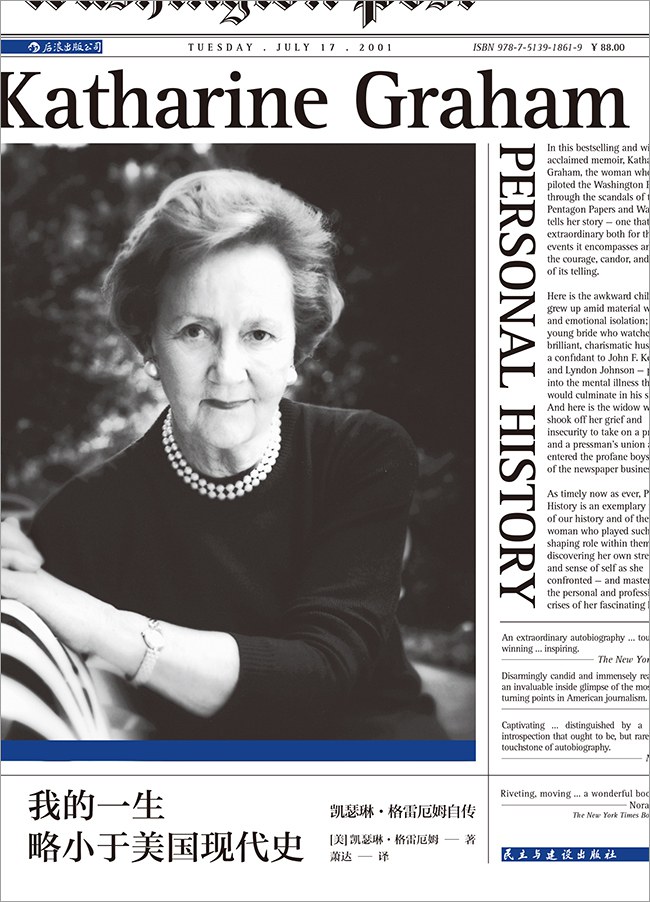 Washington Post
后浪出版公司
TUESDAY . JULY 17 . 2001
ISBN 978-7-5139-1861-9 ¥ 88.00
Katharine Graham
PERSONAL HISTORY
In this bestselling and wi
acclaimed memoir, Katha
Graham, the woman who
piloted the Washington P
through the scandals of t
Pentagon Papers and Wa
tells her story – one that
extraordinary both for th
events it encompasses an
the courage, candor, and
of its telling.
Here is the awkward chil
grew up amid material w
and emotional isolation;
young bride who watche
brilliant, charismatic hus
a confidant to John F. Ke
and Lyndon Johnson – p
into the mental illness th
would culminate in his s
And here is the widow w
shook off her grief and
insecurity to take on a pr
and a pressman's union a
entered the profane boys
of the newspaper busines
As timely now as ever, P
History is an exemplary
of our history and of the
woman who played such
shaping role within them
discovering her own stre
and sense of self as she
confronted – and master
the personal and professi
crises of her fascinating l
An extraordinary autobiography ... tou
winning ... inspiring.
The New Yor
Disarmingly candid and immensely rea
an invaluable inside glimpse of the mos
turning points in American journalism.
Captivating ... distinguished by a
introspection that ought to be, but rare
touchstone of autobiography.
N
Riveting, moving ... a wonderful boo
Nora
The New York Times Bo
我的一生
略小于美国现代史
凯瑟琳·格雷厄姆自传
[美] 凯瑟琳·格雷厄姆 — 著
萧达 — 译
民主与建设出版社